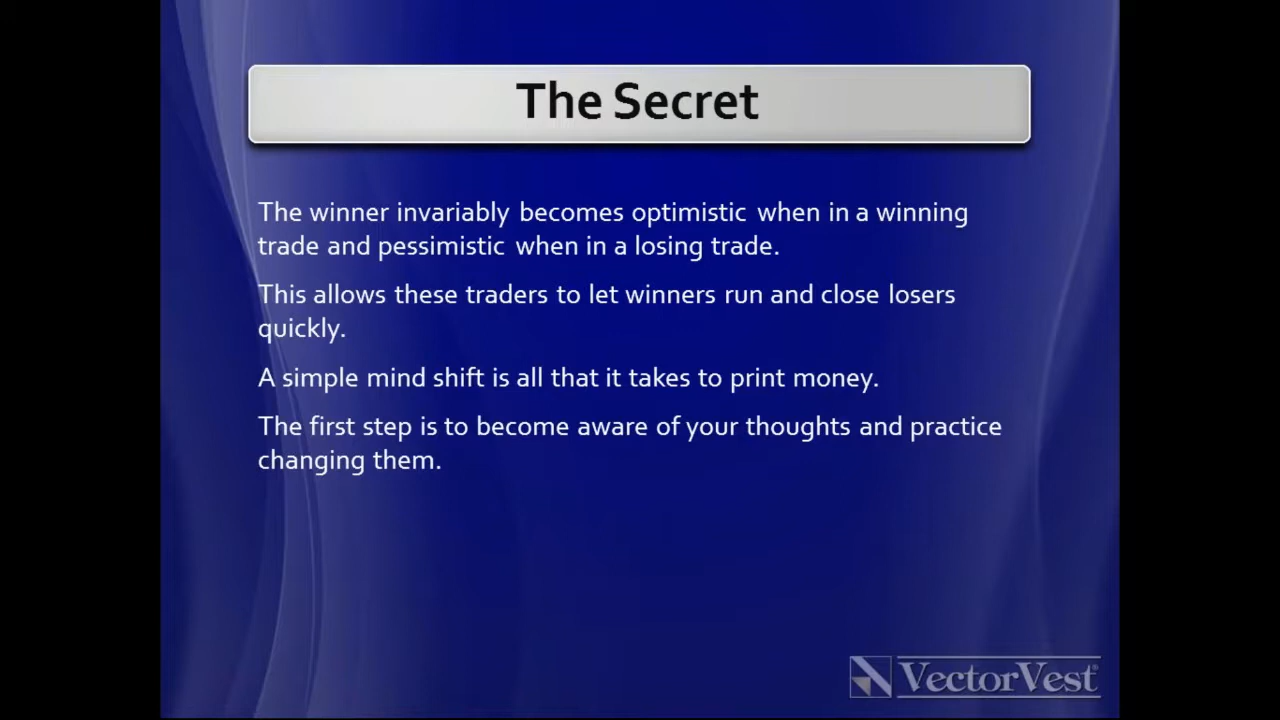 The Secret
The winner invariably becomes optimistic when in a winning
trade and pessimistic when in a losing trade.
This allows these traders to let winners run and close losers
quickly.
A simple mind shift is all that it takes to print money.
The first step is to become aware of your thoughts and practice
changing them.
VectorVest®